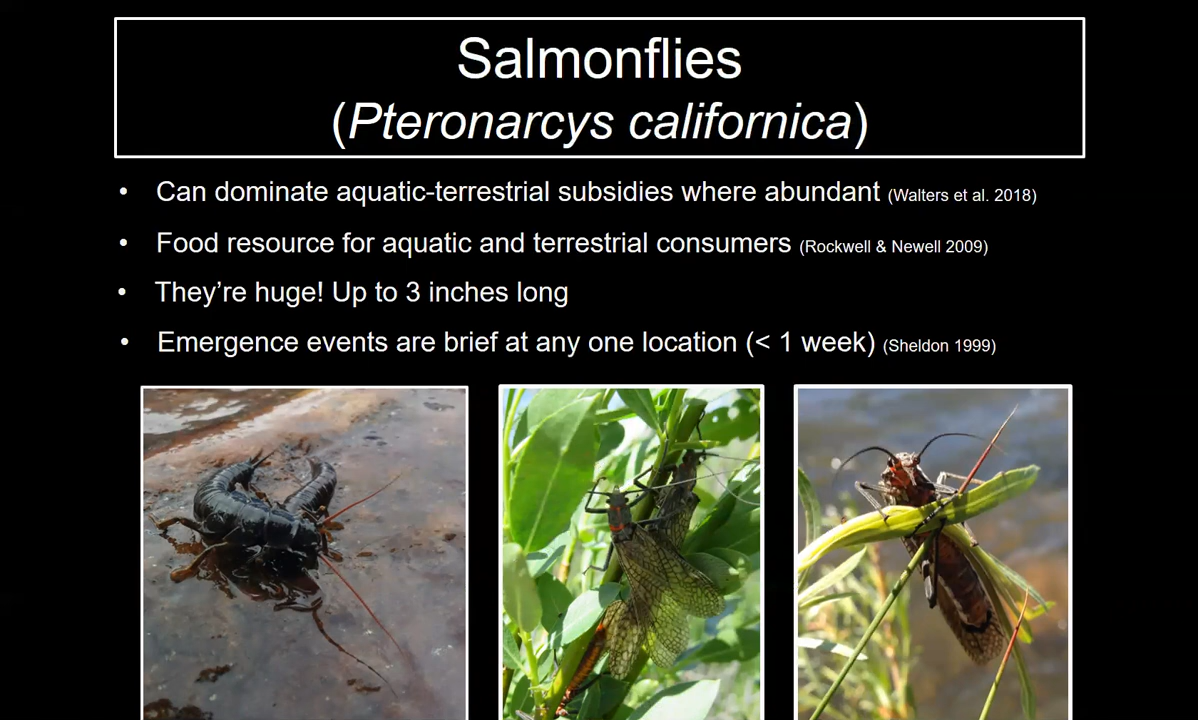 Salmonflies
(Pteronarcys californica)
• Can dominate aquatic-terrestrial subsidies where abundant (Walters et al. 2018)
• Food resource for aquatic and terrestrial consumers (Rockwell & Newell 2009)
• They’re huge! Up to 3 inches long
• Emergence events are brief at any one location (< 1 week) (Sheldon 1999)